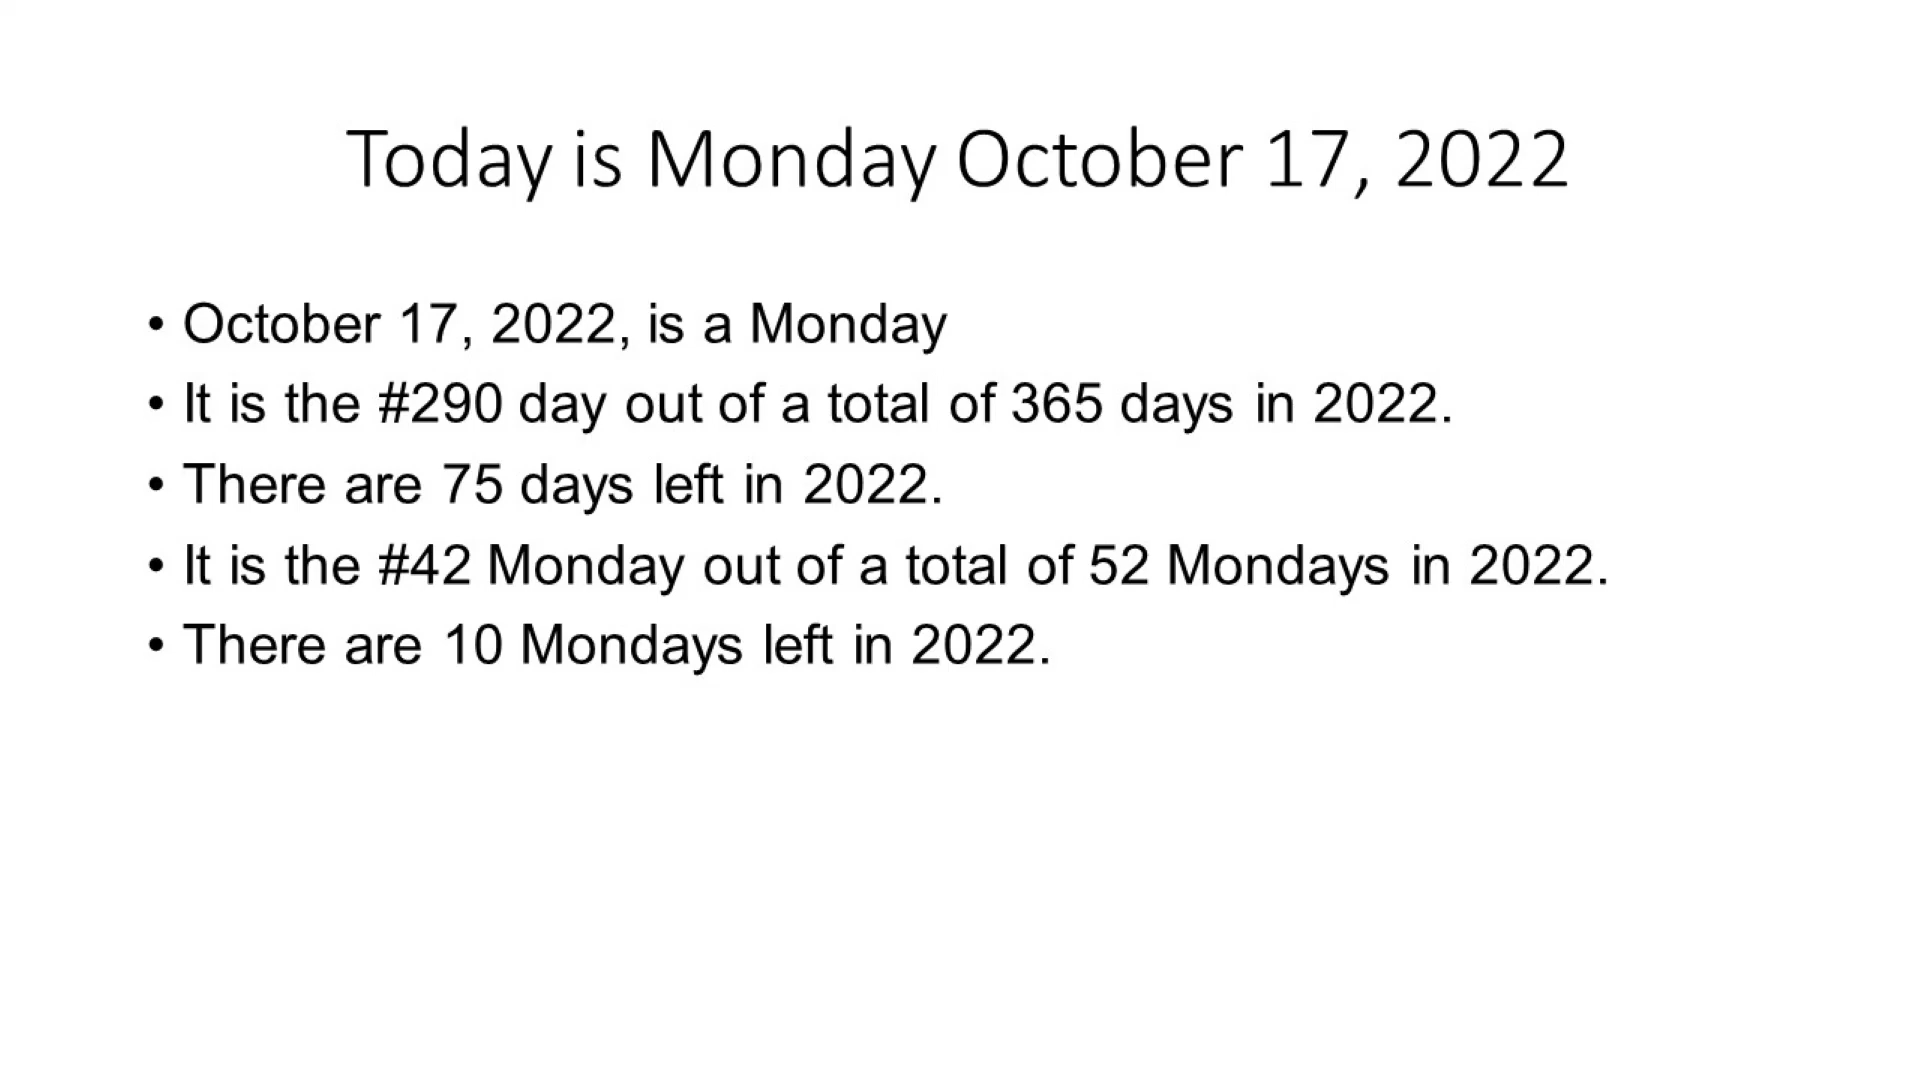 Today is Monday October 17, 2022
• October 17, 2022, is a Monday
• It is the #290 day out of a total of 365 days in 2022.
• There are 75 days left in 2022.
• It is the #42 Monday out of a total of 52 Mondays in 2022.
• There are 10 Mondays left in 2022.